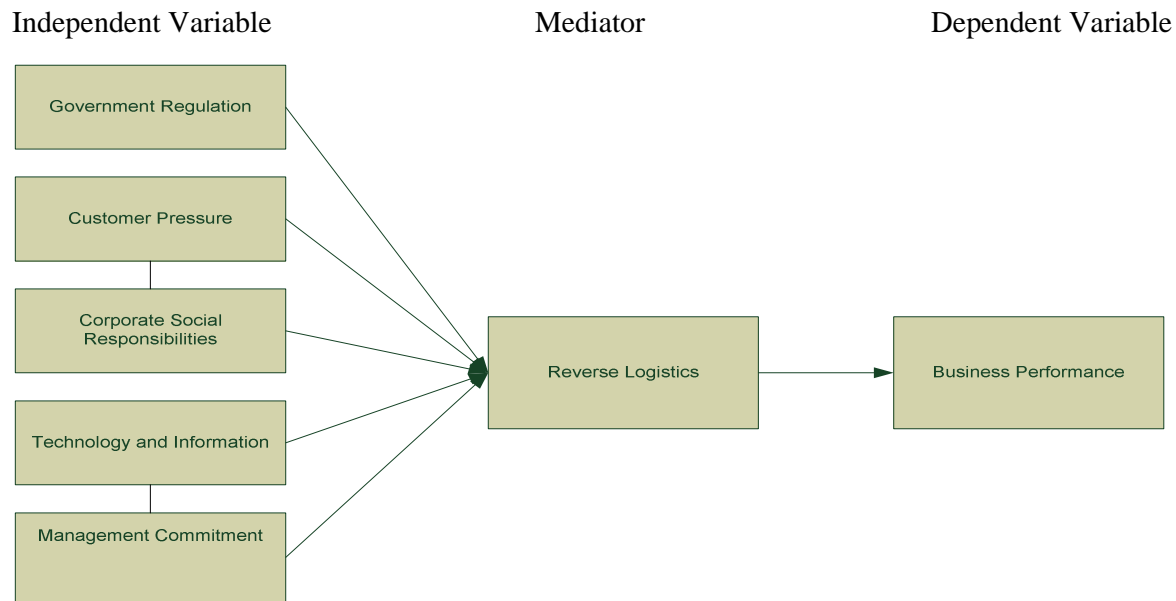 Independent Variable
Mediator
Dependent Variable
Government Regulation
Customer Pressure
Corporate Social
Responsibilities
Technology and Information
Management Commitment
Reverse Logistics
Business Performance